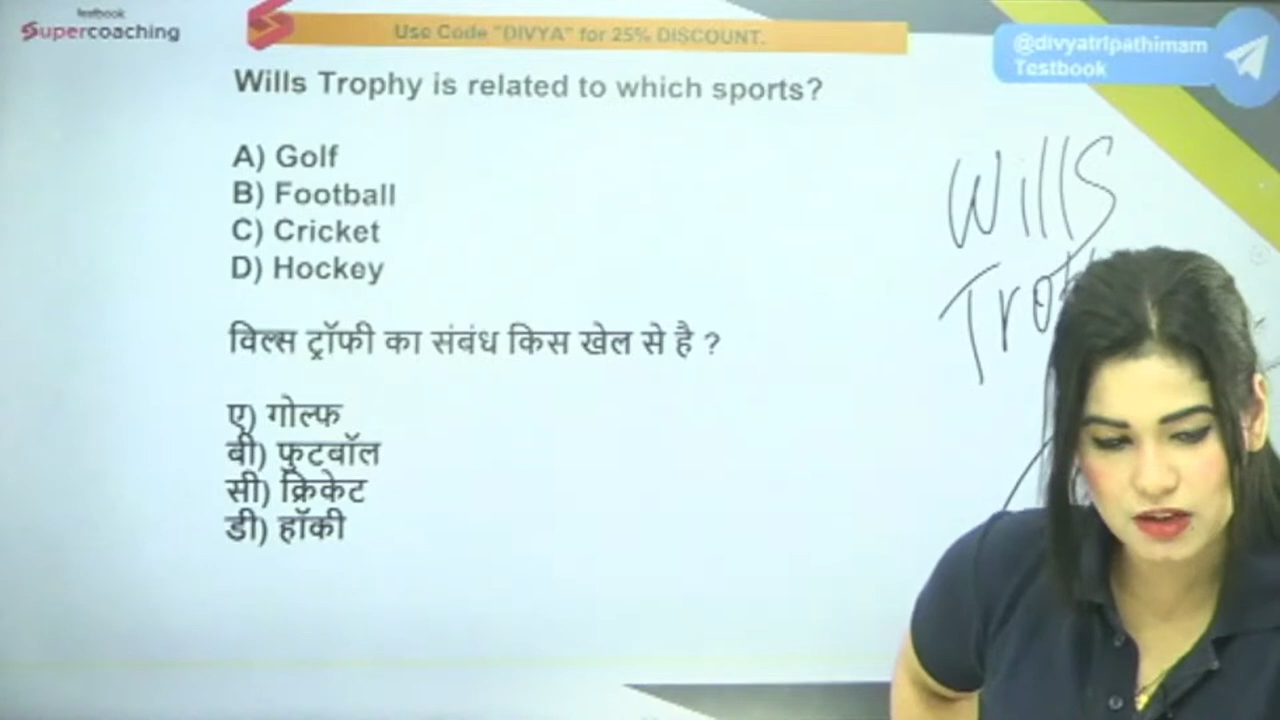 testbook
Supercoaching
Use Code "DIVYA" for 25% DISCOUNT.
@divyatripathimam
Testbook
Wills Trophy is related to which sports?
A) Golf
B) Football
C) Cricket
D) Hockey
विल्स ट्रॉफी का संबंध किस खेल से है ?
ए) गोल्फ
बी) फुटबॉल
सी) क्रिकेट
डी) हॉकी
Wills